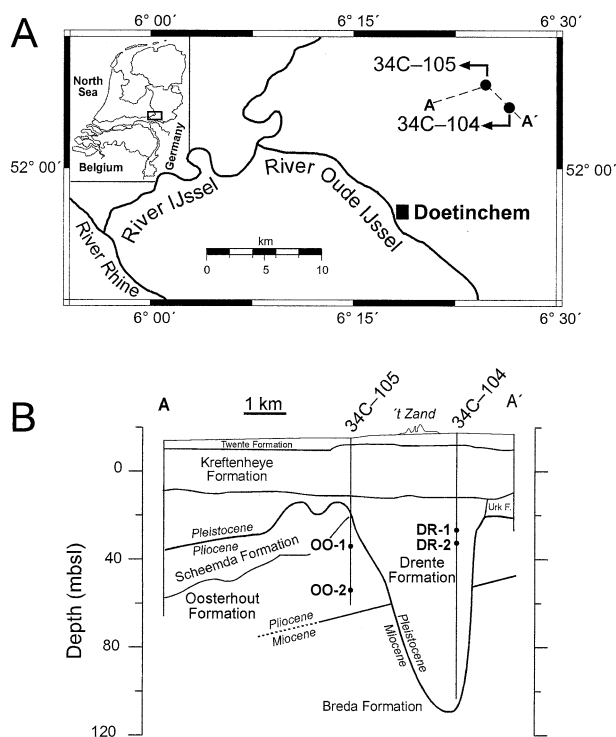 A
6° 00´ 6° 15´ 6° 30´
North
Sea
Belgium
Germany
34C–105
A
34C–104
A´
52° 00´ 52° 00´
River IJssel
River Oude IJssel
River Rhine
Doetinchem
km
0 5 10
6° 00´ 6° 15´ 6° 30´
B
A
1 km
34C–105
´t Zand
34C–104
A´
Twente Formation
0
Kreftenheye
Formation
Urk F.
Pleistocene
Pliocene
Scheemda Formation
OO-1
DR-1
DR-2
40
Drente
Formation
Oosterhout
Formation
OO-2
Pliocene
Miocene
Pleistocene
Miocene
80
Breda Formation
120
Depth (mbsl)